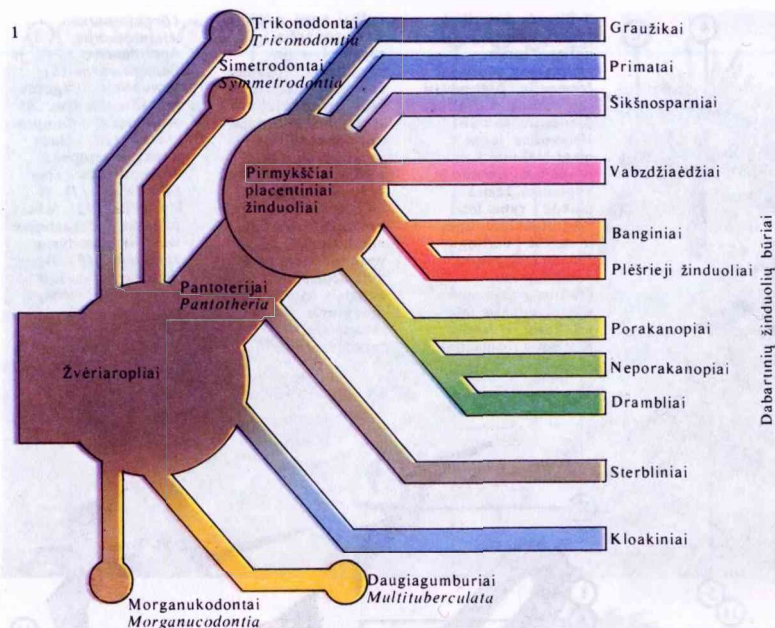 1
Trikonodontai
Triconodontia
Simetrodontai
Symmetrodontia
Pirmykščiai
placentiniai
žinduoliai
Pantoterijai
Pantotheria
Žvėriaropliai
Morganukodontai
Morganucodontia
Daugiagumburiai
Multituberculata
Graužikai
Primatai
Šikšnosparniai
Vabzdžiaėdžiai
Banginiai
Plėšrieji žinduoliai
Porakanopiai
Neporakanopiai
Drambliai
Sterbliniai
Kloakiniai
Dabartinių žinduolių būriai